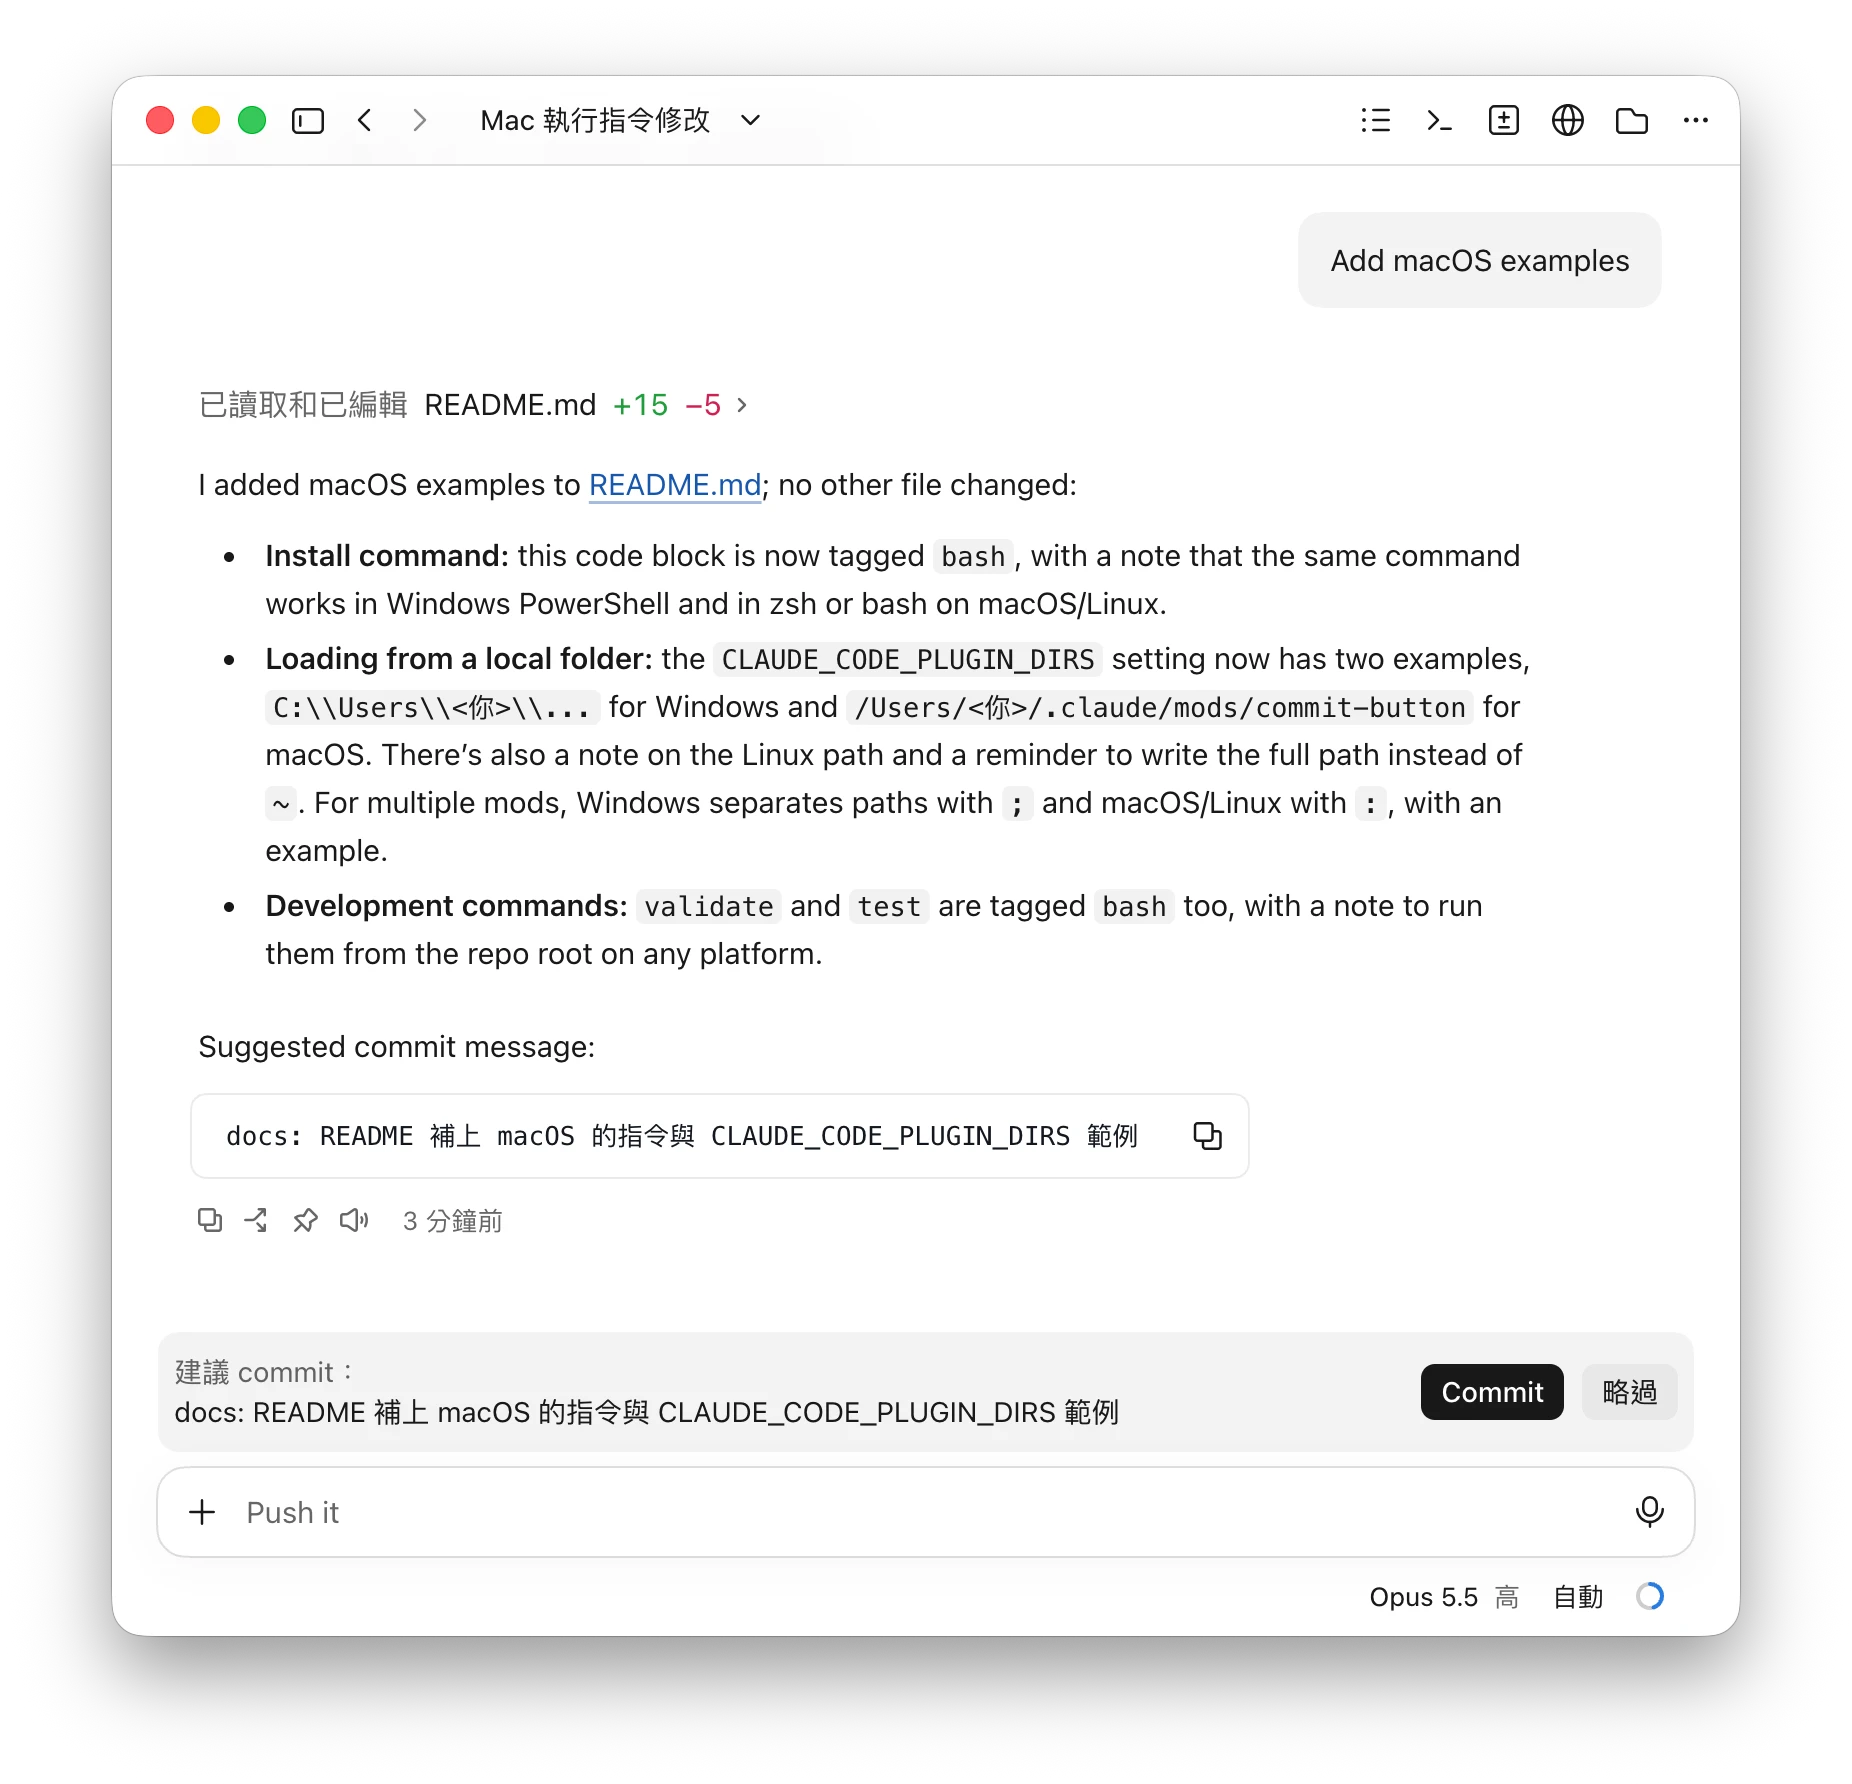 Mac 執行指令修改
Add macOS examples
已讀取和已編輯 README.md +15 −5
I added macOS examples to README.md; no other file changed:
Install command: this code block is now tagged bash, with a note that the same command
works in Windows PowerShell and in zsh or bash on macOS/Linux.
Loading from a local folder: the CLAUDE_CODE_PLUGIN_DIRS setting now has two examples,
C:\\Users\\<你>\\... for Windows and /Users/<你>/.claude/mods/commit-button for
macOS. There’s also a note on the Linux path and a reminder to write the full path instead of
~. For multiple mods, Windows separates paths with ; and macOS/Linux with :, with an
example.
Development commands: validate and test are tagged bash too, with a note to run
them from the repo root on any platform.
Suggested commit message:
docs: README 補上 macOS 的指令與 CLAUDE_CODE_PLUGIN_DIRS 範例
3 分鐘前
建議 commit：
docs: README 補上 macOS 的指令與 CLAUDE_CODE_PLUGIN_DIRS 範例
Commit
略過
Push it
Opus 5.5 高 自動